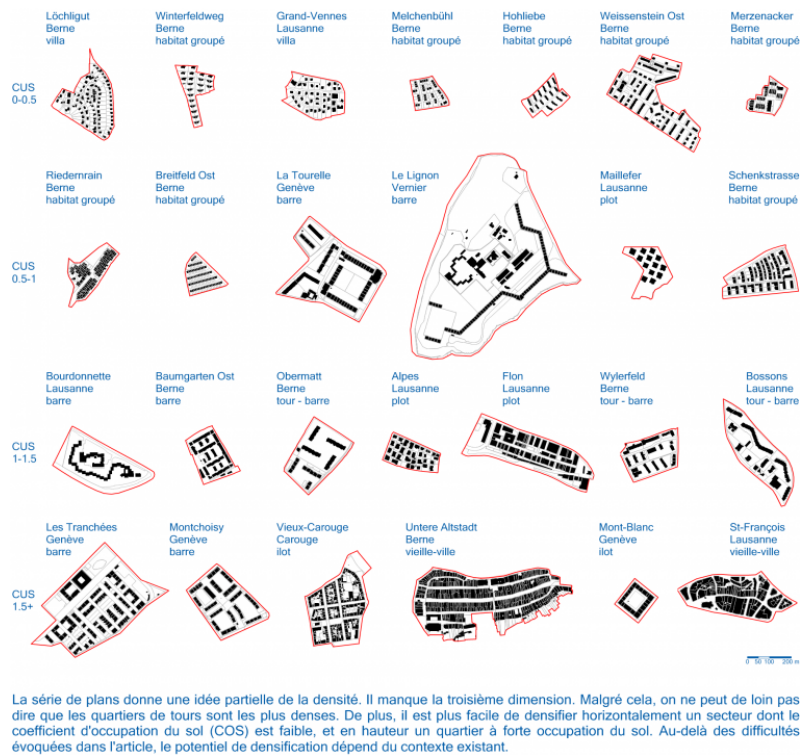 Löchligut
Berne
villa
Winterfeldweg
Berne
habitat groupé
Grand-Vennes
Lausanne
villa
Melchenbühl
Berne
habitat groupé
Hohliebe
Berne
habitat groupé
Weissenstein Ost
Berne
habitat groupé
Merzenacker
Berne
habitat groupé
CUS
0-0.5
Riedernrain
Berne
habitat groupé
Breitfeld Ost
Berne
habitat groupé
La Tourelle
Genève
barre
Le Lignon
Vernier
barre
Maillefer
Lausanne
plot
Schenkstrasse
Berne
habitat groupé
CUS
0.5-1
Bourdonnette
Lausanne
barre
Baumgarten Ost
Berne
barre
Obermatt
Berne
tour - barre
Alpes
Lausanne
plot
Flon
Lausanne
plot
Wylerfeld
Berne
tour - barre
Bossons
Lausanne
tour - barre
CUS
1-1.5
Les Tranchées
Genève
barre
Montchoisy
Genève
barre
Vieux-Carouge
Carouge
ilot
Untere Altstadt
Berne
vieille-ville
Mont-Blanc
Genève
ilot
St-François
Lausanne
vieille-ville
CUS
1.5+
0 50 100 200 m
La série de plans donne une idée partielle de la densité. Il manque la troisième dimension. Malgré cela, on ne peut de loin pas
dire que les quartiers de tours sont les plus denses. De plus, il est plus facile de densifier horizontalement un secteur dont le
coefficient d'occupation du sol (COS) est faible, et en hauteur un quartier à forte occupation du sol. Au-delà des difficultés
évoquées dans l'article, le potentiel de densification dépend du contexte existant.